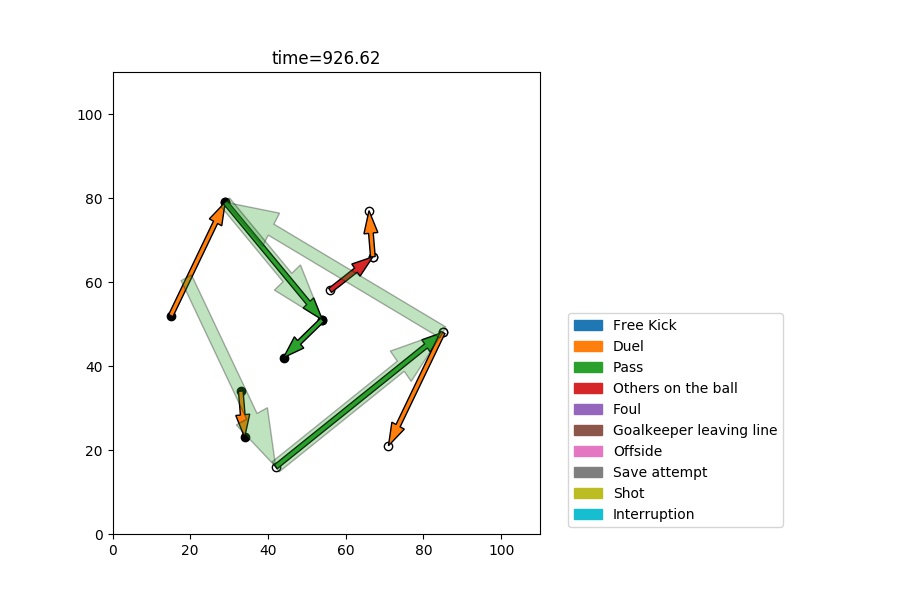 time=926.62
100
80
60
40
20
0
0 20 40 60 80 100
Free Kick
Duel
Pass
Others on the ball
Foul
Goalkeeper leaving line
Offside
Save attempt
Shot
Interruption